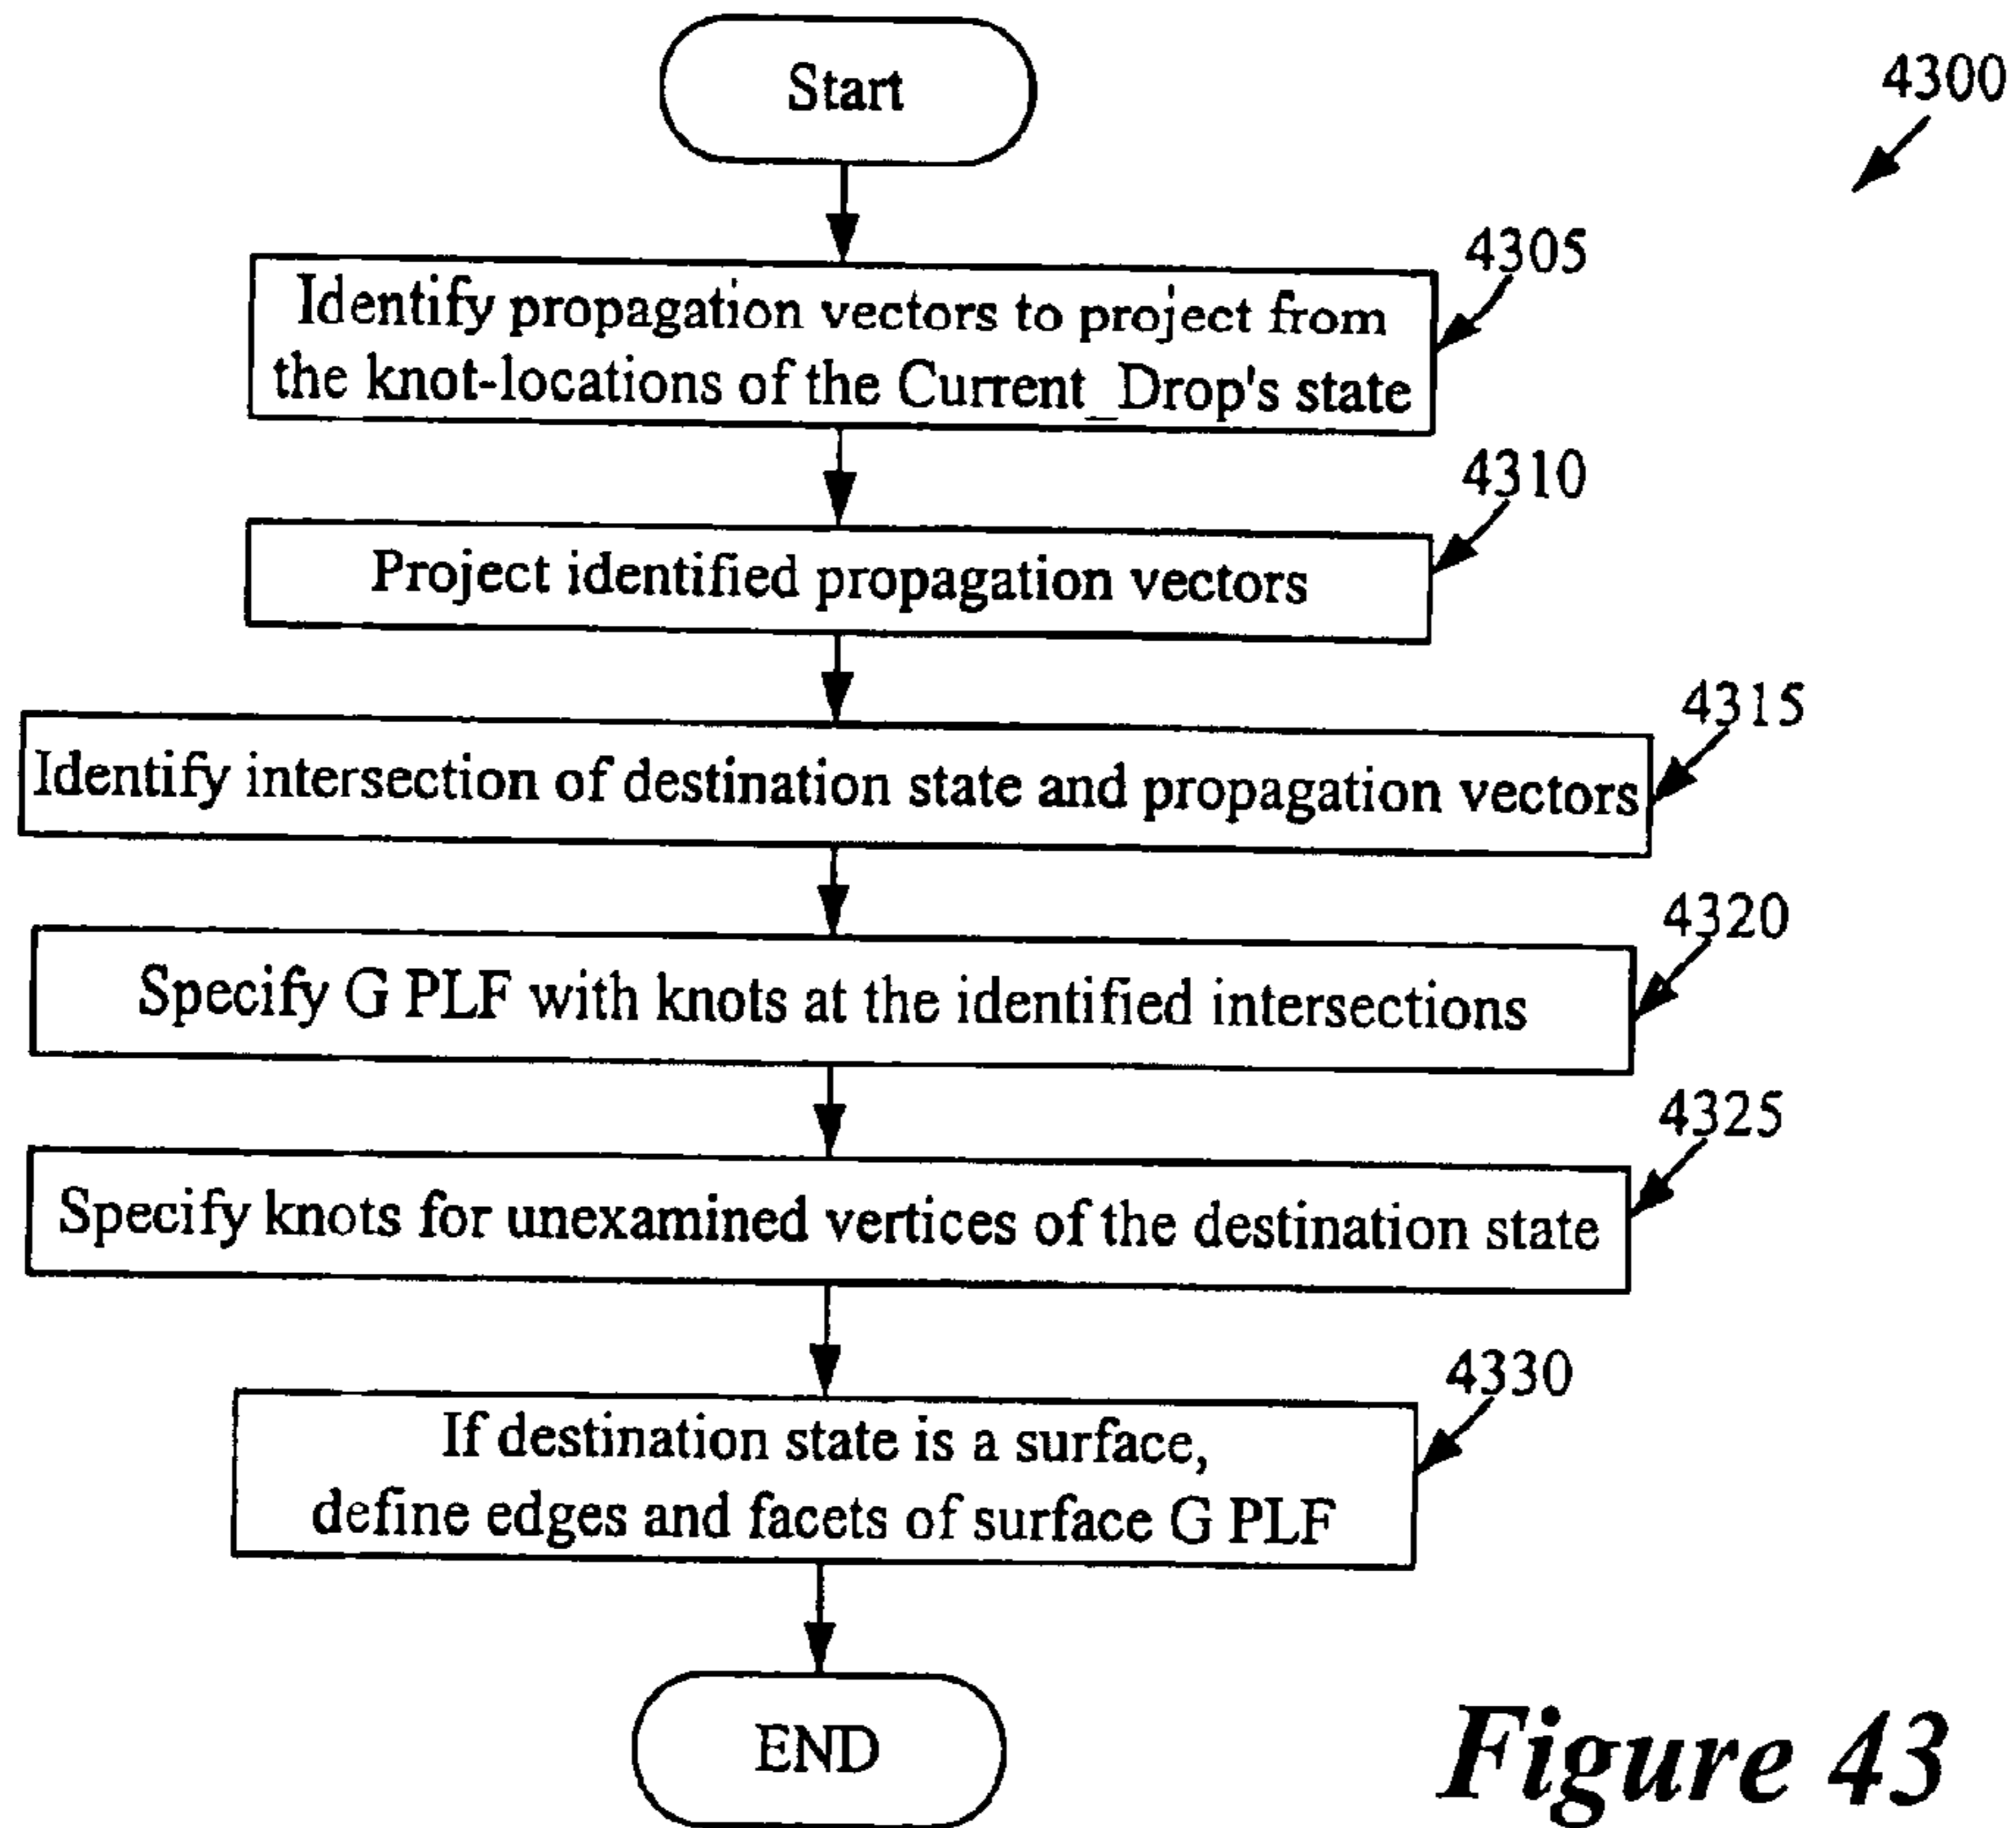 Start
4300
4305
Identify propagation vectors to project from
the knot-locations of the Current_Drop's state
4310
Project identified propagation vectors
4315
Identify intersection of destination state and propagation vectors
4320
Specify G PLF with knots at the identified intersections
4325
Specify knots for unexamined vertices of the destination state
4330
If destination state is a surface,
define edges and facets of surface G PLF
END
Figure 43